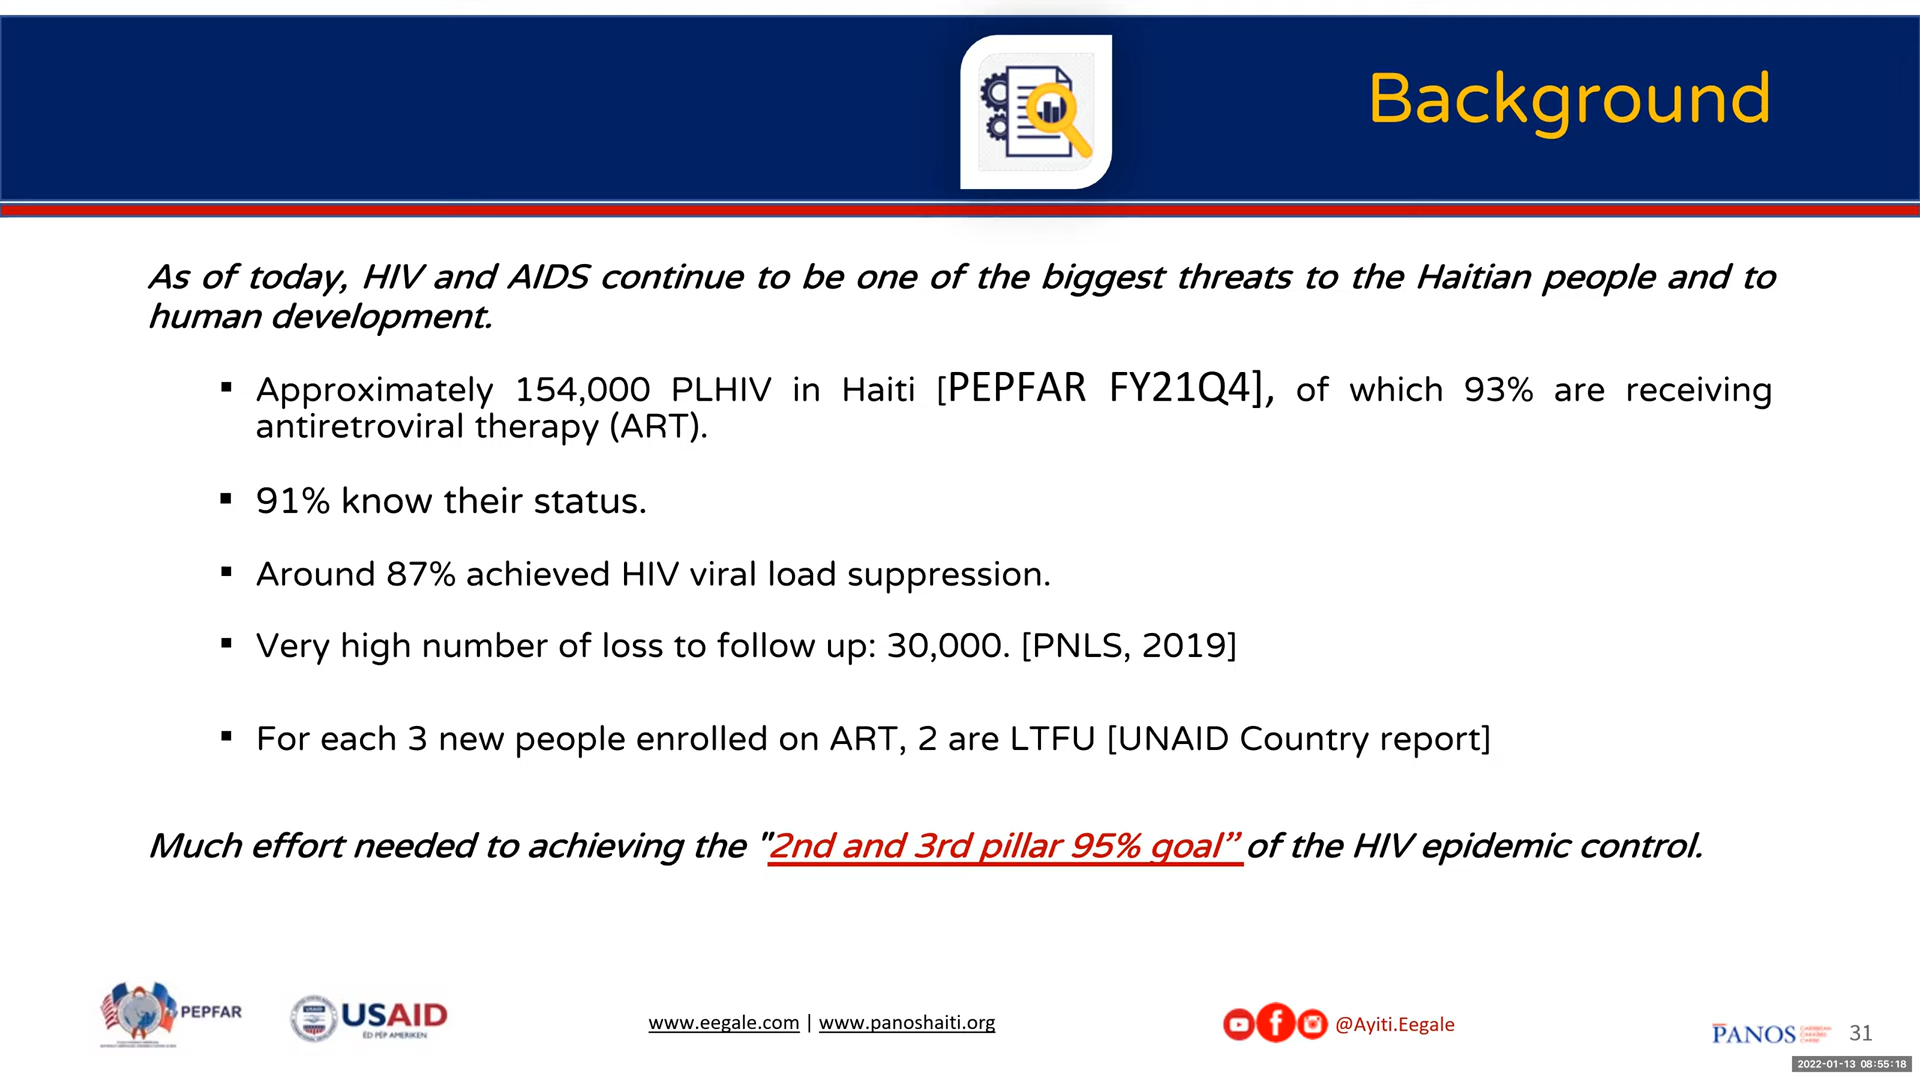 Background
As of today, HIV and AIDS continue to be one of the biggest threats to the Haitian people and to
human development.
▪ Approximately 154,000 PLHIV in Haiti [PEPFAR FY21Q4], of which 93% are receiving
antiretroviral therapy (ART).
▪ 91% know their status.
▪ Around 87% achieved HIV viral load suppression.
▪ Very high number of loss to follow up: 30,000. [PNLS, 2019]
▪ For each 3 new people enrolled on ART, 2 are LTFU [UNAID Country report]
Much effort needed to achieving the "2nd and 3rd pillar 95% goal” of the HIV epidemic control.
PEPFAR
USAID
ÈD PÈP AMERIKEN
www.eegale.com | www.panoshaiti.org
@Ayiti.Eegale
PANOS
31
2022-01-13 08:55:18